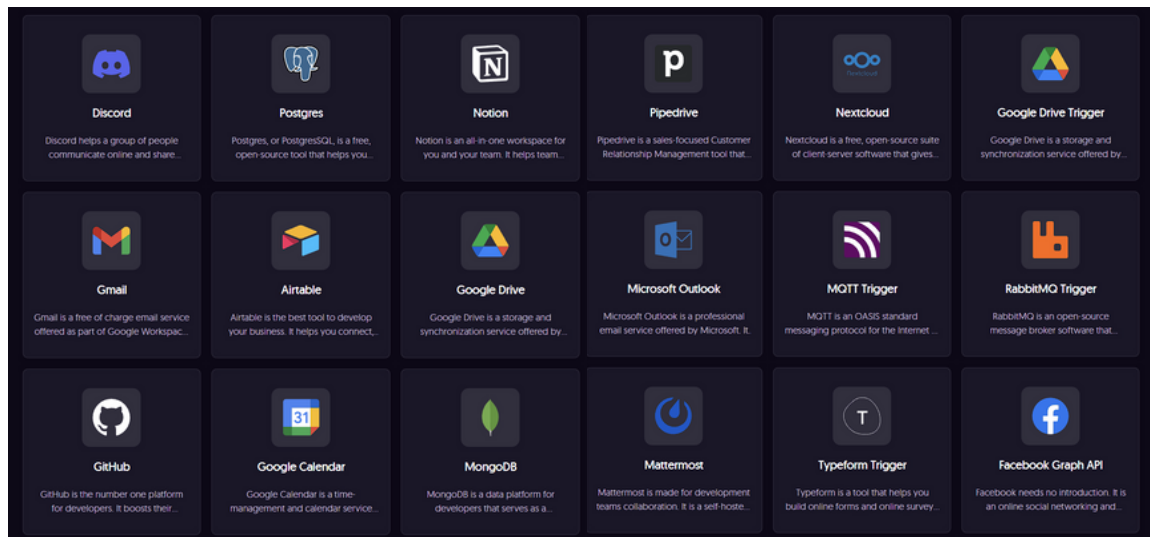 Discord
Discord helps a group of people
communicate online and share...
Postgres
Postgres, or PostgresSQL, is a free,
open-source tool that helps you...
N
Notion
Notion is an all-in-one workspace for
you and your team. It helps team...
p
Pipedrive
Pipedrive is a sales-focused Customer
Relationship Management tool that...
Nextcloud
Nextcloud
Nextcloud is a free, open-source suite
of client-server software that gives...
Google Drive Trigger
Google Drive is a storage and
synchronization service offered by...
Gmail
Gmail is a free of charge email service
offered as part of Google Workspac...
Airtable
Airtable is the best tool to develop
your business. It helps you connect,...
Google Drive
Google Drive is a storage and
synchronization service offered by...
O
Microsoft Outlook
Microsoft Outlook is a professional
email service offered by Microsoft. It.
MQTT Trigger
MQTT is an OASIS standard
messaging protocol for the Internet ...
RabbitMQ Trigger
RabbitMQ is an open-source
message broker software that...
GitHub
GitHub is the number one platform
for developers. It boosts their...
31
Google Calendar
Google Calendar is a time-
management and calendar service...
MongoDB
MongoDB is a data platform for
developers that serves as a...
Mattermost
Mattermost is made for development
teams collaboration. It is a self-hoste...
T
Typeform Trigger
Typeform is a tool that helps you
build online forms and online survey...
f
Facebook Graph API
Facebook needs no introduction. It is
an online social networking and...